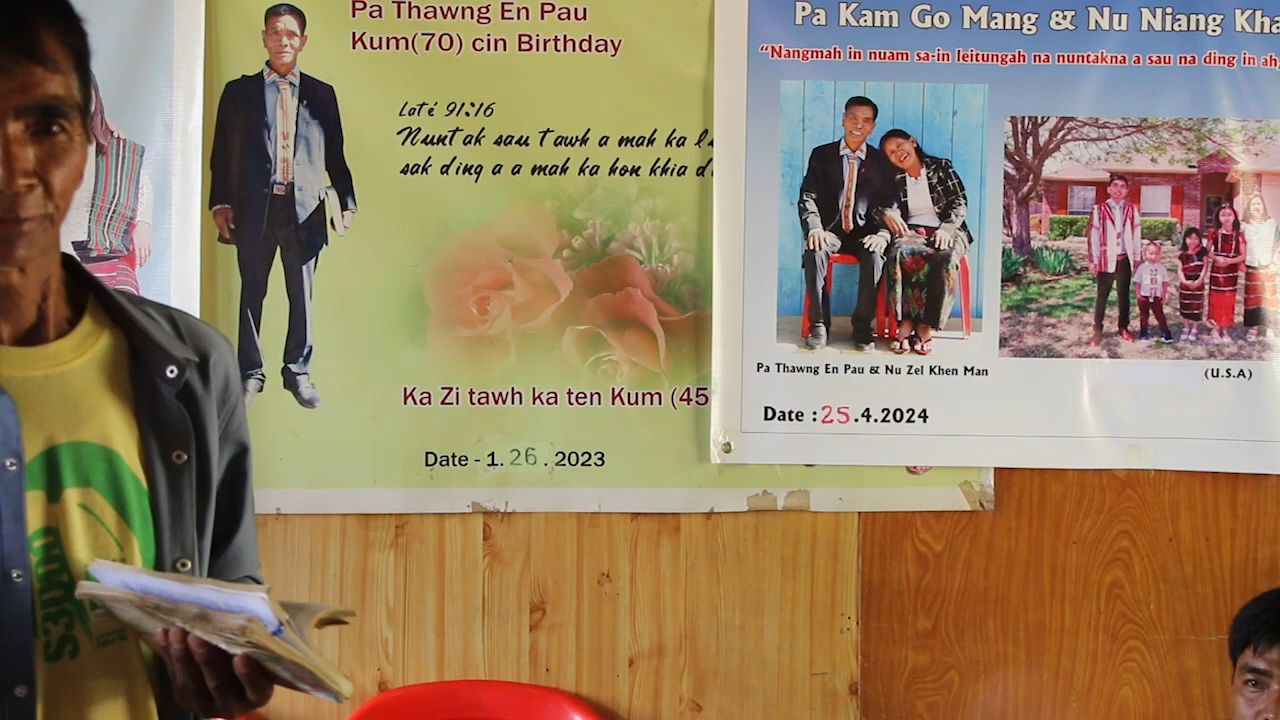 Pa Thawng En Pau
Kum(70) cin Birthday
Late 91:16
Nuntak sau tawh a mah ka
sak ding a a mah ka hon khia
Ka Zi tawh ka ten Kum (45
Date - 1.26.2023
Pa Kam Go Mang & Nu Niang Kha
“Nangmah in nuam sa-in leitungah na nuntakna a sau na ding in ah
Pa Thawng En Pau & Nu Zel Khen Man
(U.S.A)
Date :25.4.2024